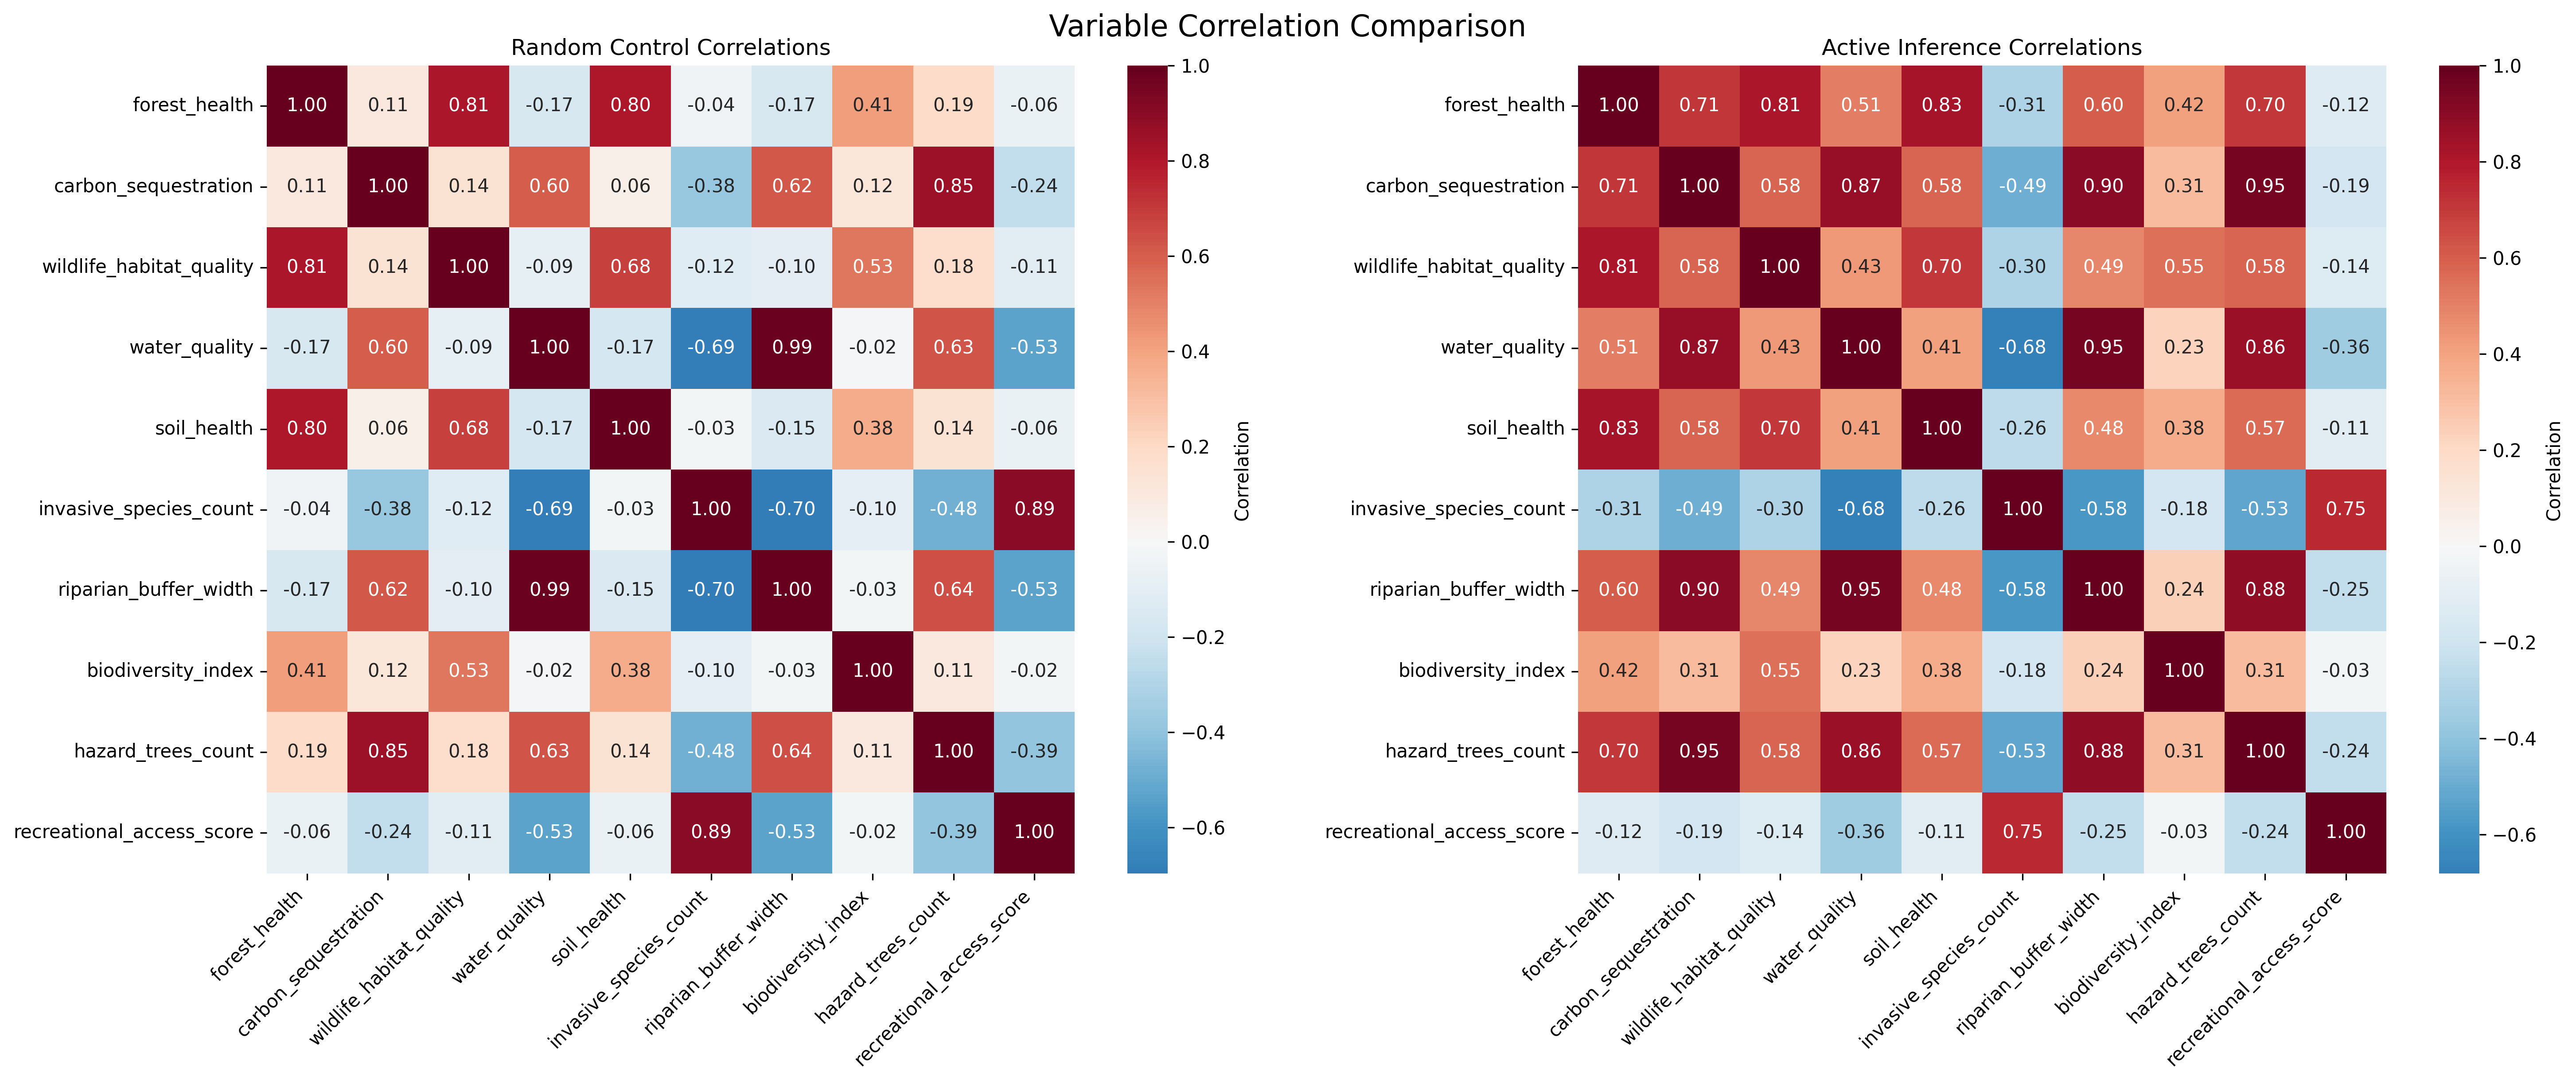 Variable Correlation Comparison
Random Control Correlations
forest_health 1.00 0.11 0.81 -0.17 0.80 -0.04 -0.17 0.41 0.19 -0.06
carbon_sequestration 0.11 1.00 0.14 0.60 0.06 -0.38 0.62 0.12 0.85 -0.24
wildlife_habitat_quality 0.81 0.14 1.00 -0.09 0.68 -0.12 -0.10 0.53 0.18 -0.11
water_quality -0.17 0.60 -0.09 1.00 -0.17 -0.69 0.99 -0.02 0.63 -0.53
soil_health 0.80 0.06 0.68 -0.17 1.00 -0.03 -0.15 0.38 0.14 -0.06
invasive_species_count -0.04 -0.38 -0.12 -0.69 -0.03 1.00 -0.70 -0.10 -0.48 0.89
riparian_buffer_width -0.17 0.62 -0.10 0.99 -0.15 -0.70 1.00 -0.03 0.64 -0.53
biodiversity_index 0.41 0.12 0.53 -0.02 0.38 -0.10 -0.03 1.00 0.11 -0.02
hazard_trees_count 0.19 0.85 0.18 0.63 0.14 -0.48 0.64 0.11 1.00 -0.39
recreational_access_score -0.06 -0.24 -0.11 -0.53 -0.06 0.89 -0.53 -0.02 -0.39 1.00
forest_health
carbon_sequestration
wildlife_habitat_quality
water_quality
soil_health
invasive_species_count
riparian_buffer_width
biodiversity_index
hazard_trees_count
recreational_access_score
1.0
0.8
0.6
0.4
0.2
0.0
−0.2
−0.4
−0.6
Correlation
Active Inference Correlations
forest_health 1.00 0.71 0.81 0.51 0.83 -0.31 0.60 0.42 0.70 -0.12
carbon_sequestration 0.71 1.00 0.58 0.87 0.58 -0.49 0.90 0.31 0.95 -0.19
wildlife_habitat_quality 0.81 0.58 1.00 0.43 0.70 -0.30 0.49 0.55 0.58 -0.14
water_quality 0.51 0.87 0.43 1.00 0.41 -0.68 0.95 0.23 0.86 -0.36
soil_health 0.83 0.58 0.70 0.41 1.00 -0.26 0.48 0.38 0.57 -0.11
invasive_species_count -0.31 -0.49 -0.30 -0.68 -0.26 1.00 -0.58 -0.18 -0.53 0.75
riparian_buffer_width 0.60 0.90 0.49 0.95 0.48 -0.58 1.00 0.24 0.88 -0.25
biodiversity_index 0.42 0.31 0.55 0.23 0.38 -0.18 0.24 1.00 0.31 -0.03
hazard_trees_count 0.70 0.95 0.58 0.86 0.57 -0.53 0.88 0.31 1.00 -0.24
recreational_access_score -0.12 -0.19 -0.14 -0.36 -0.11 0.75 -0.25 -0.03 -0.24 1.00
forest_health
carbon_sequestration
wildlife_habitat_quality
water_quality
soil_health
invasive_species_count
riparian_buffer_width
biodiversity_index
hazard_trees_count
recreational_access_score
1.0
0.8
0.6
0.4
0.2
0.0
−0.2
−0.4
−0.6
Correlation